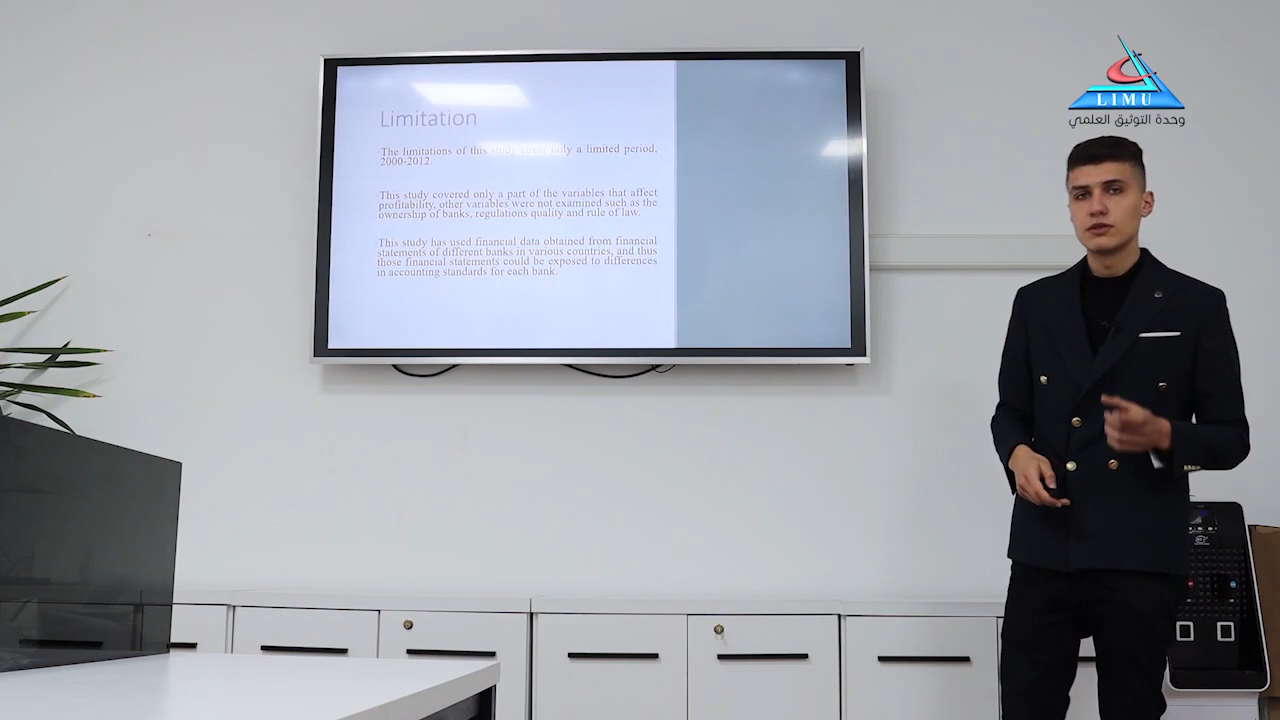 LIMU
وحدة التوثيق العلمي
Limitation
The limitations of this study cover only a limited period,
2000-2012.
This study covered only a part of the variables that affect
profitability, other variables were not examined such as the
ownership of banks, regulations quality and rule of law.
This study has used financial data obtained from financial
statements of different banks in various countries, and thus
those financial statements could be exposed to differences
in accounting standards for each bank.